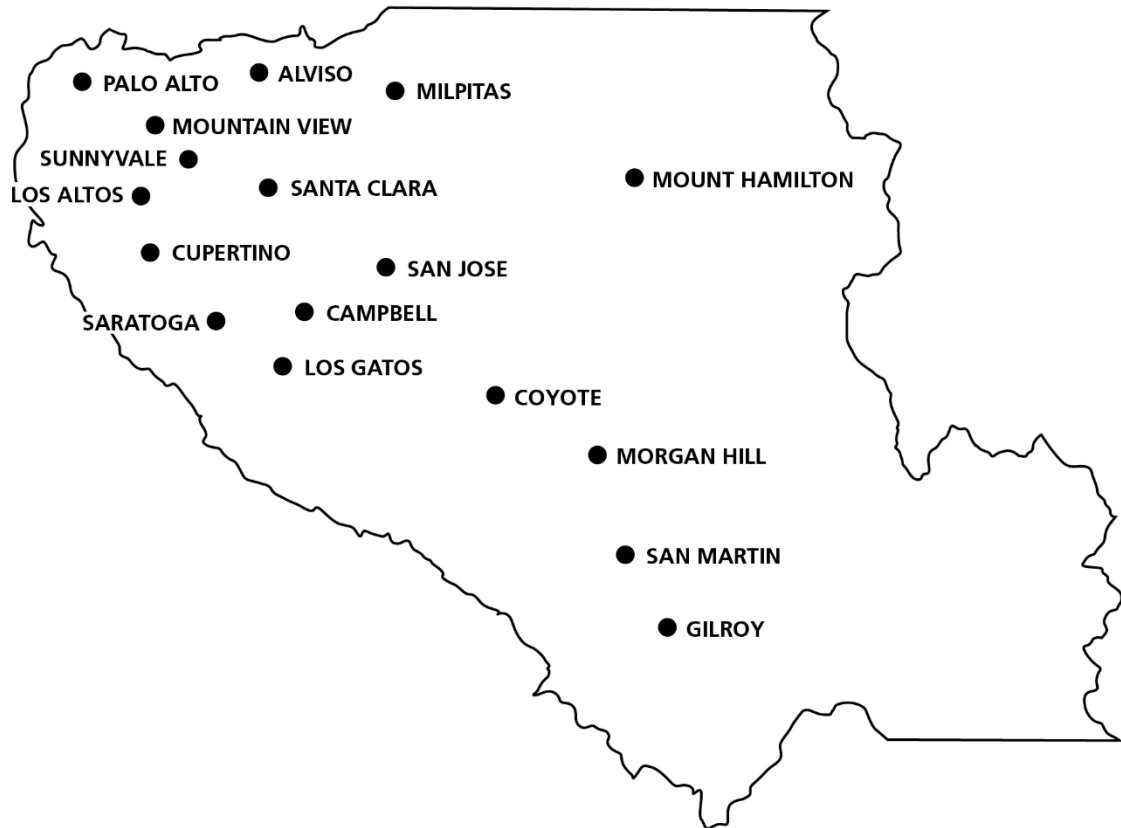 ALVISO
PALO ALTO
MILPITAS
MOUNTAIN VIEW
SUNNYVALE
MOUNT HAMILTON
SANTA CLARA
LOS ALTOS
CUPERTINO
SAN JOSE
CAMPBELL
SARATOGA
LOS GATOS
COYOTE
MORGAN HILL
SAN MARTIN
GILROY